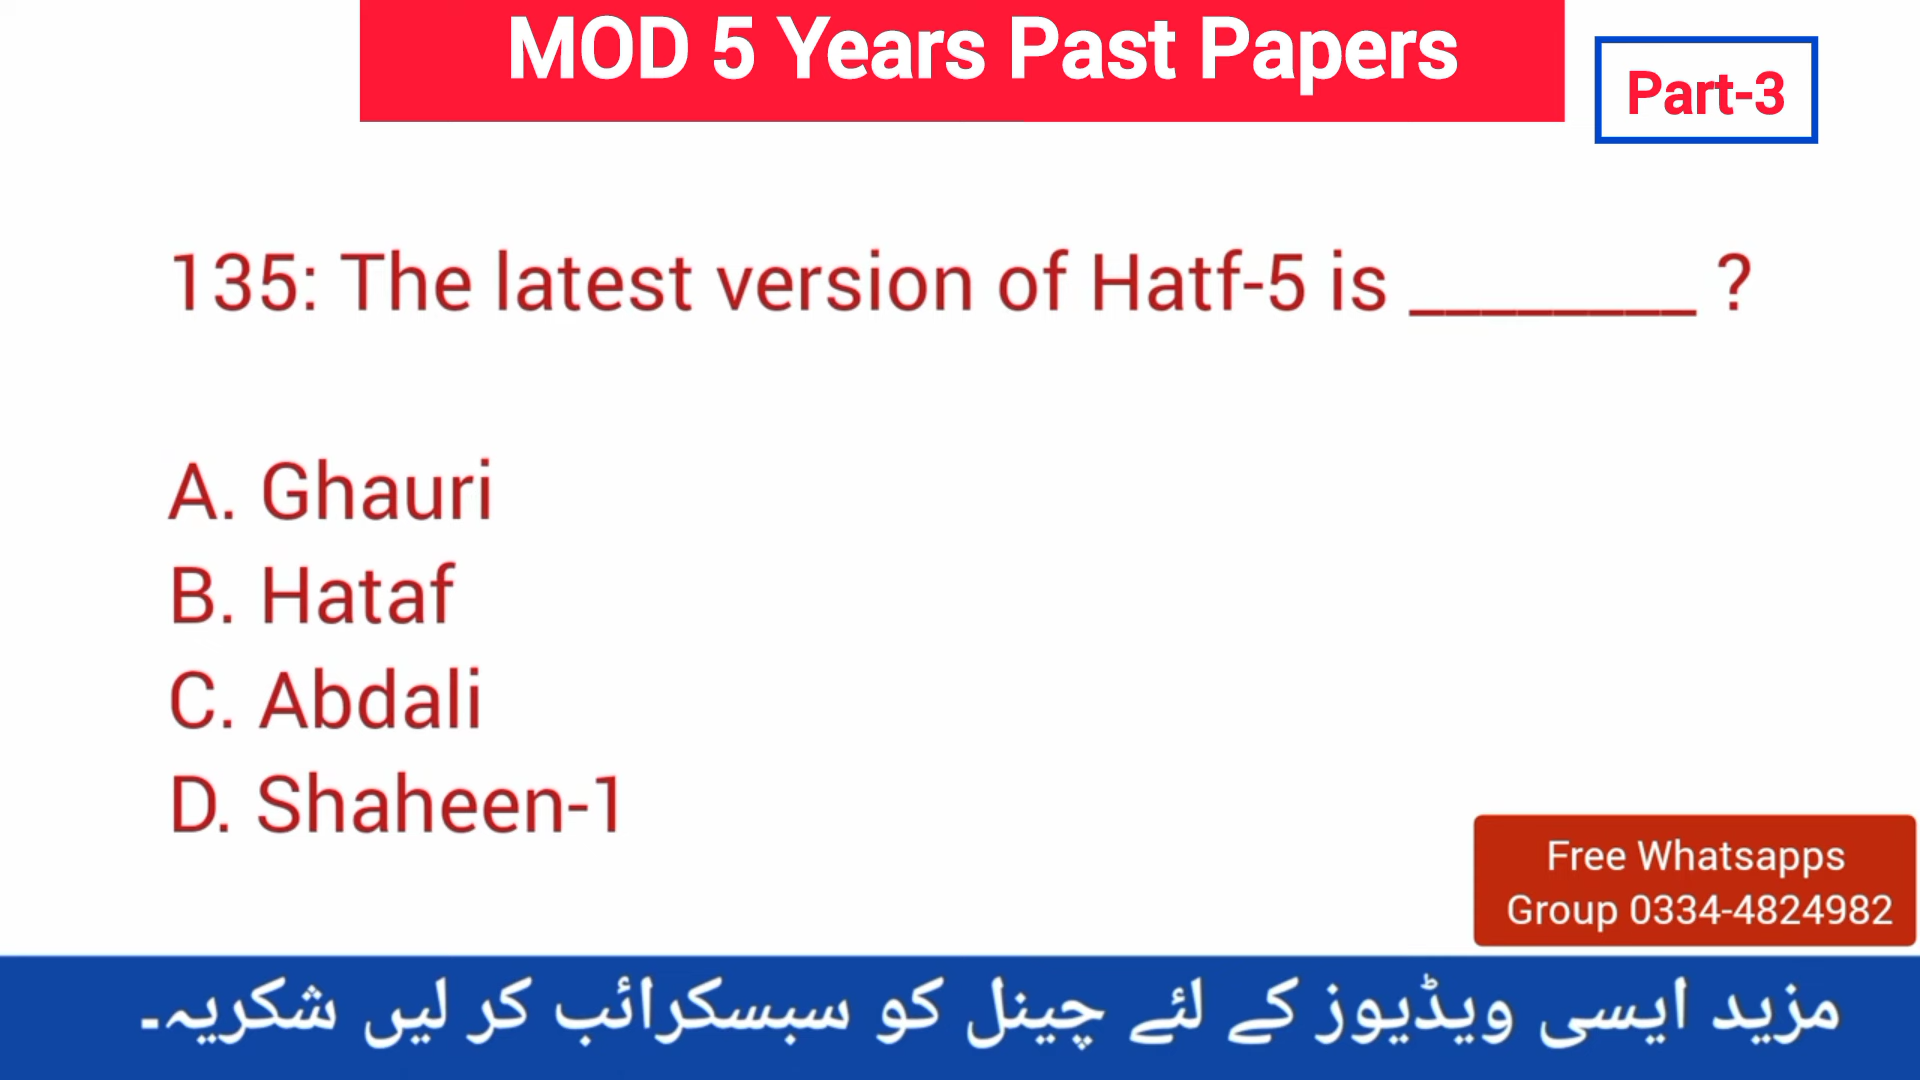 MOD 5 Years Past Papers
Part-3
135: The latest version of Hatf-5 is ________ ?
A. Ghauri
B. Hataf
C. Abdali
D. Shaheen-1
Free Whatsapps
Group 0334-4824982
مزید ایسی ویڈیوز کے لئے چینل کو سبسکرائب کر لیں شکریہ۔